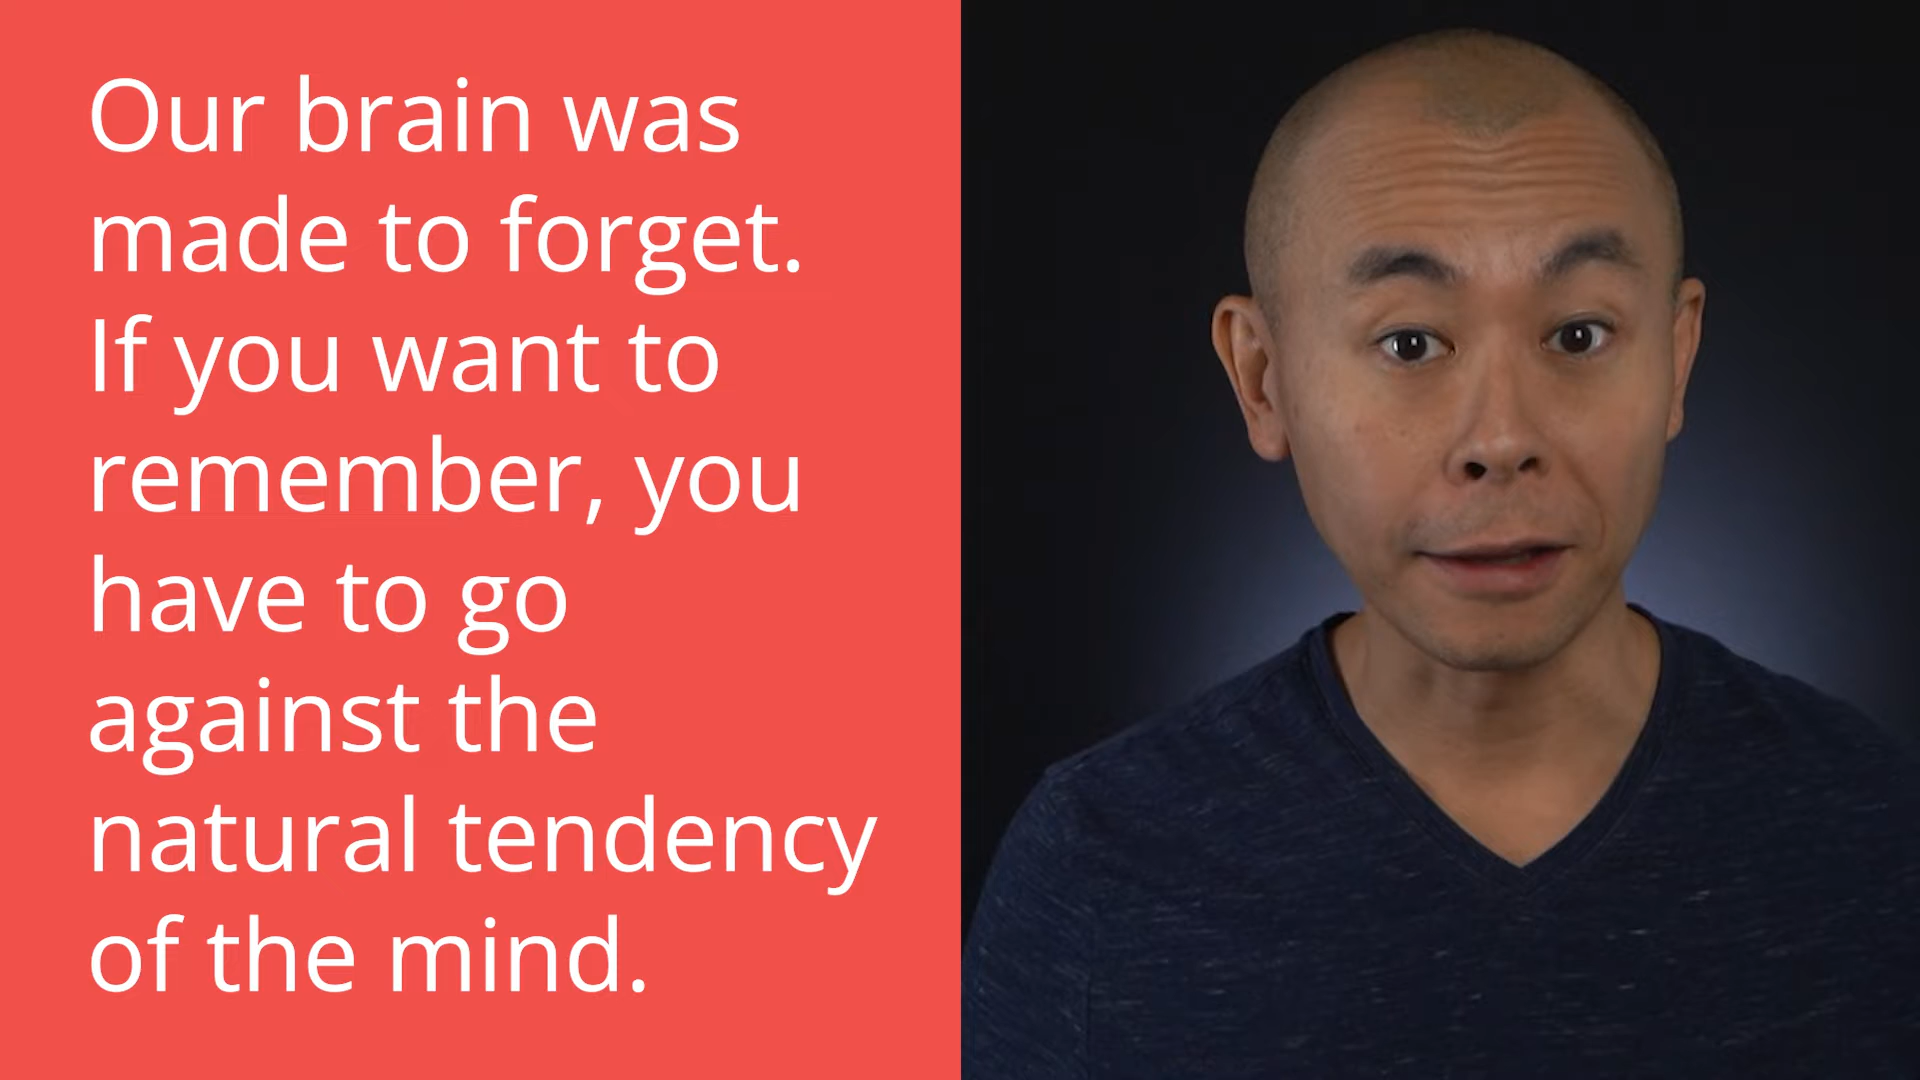 Our brain was
made to forget.
If you want to
remember, you
have to go
against the
natural tendency
of the mind.